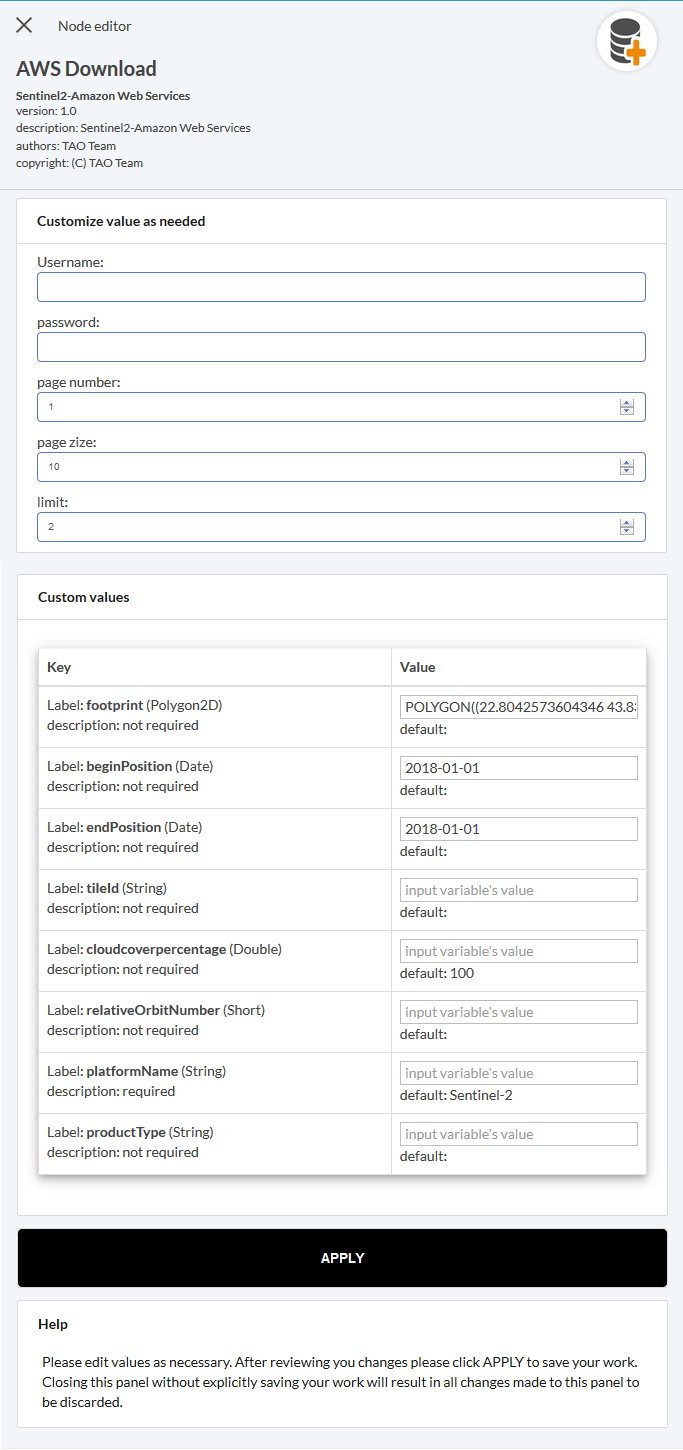 Node editor
AWS Download
Sentinel2-Amazon Web Services
version: 1.0
description: Sentinel2-Amazon Web Services
authors: TAO Team
copyright: (C) TAO Team
Customize value as needed
Username:
password:
page number:
1
page zize:
10
limit:
2
Custom values
Key Value
Label: footprint (Polygon2D)
description: not required
POLYGON((22.8042573604346 43.83
default:
Label: beginPosition (Date)
description: not required
2018-01-01
default:
Label: endPosition (Date)
description: not required
2018-01-01
default:
Label: tileId (String)
description: not required
input variable's value
default:
Label: cloudcoverpercentage (Double)
description: not required
input variable's value
default: 100
Label: relativeOrbitNumber (Short)
description: not required
input variable's value
default:
Label: platformName (String)
description: required
input variable's value
default: Sentinel-2
Label: productType (String)
description: not required
input variable's value
default:
APPLY
Help
Please edit values as necessary. After reviewing you changes please click APPLY to save your work.
Closing this panel without explicitly saving your work will result in all changes made to this panel to
be discarded.